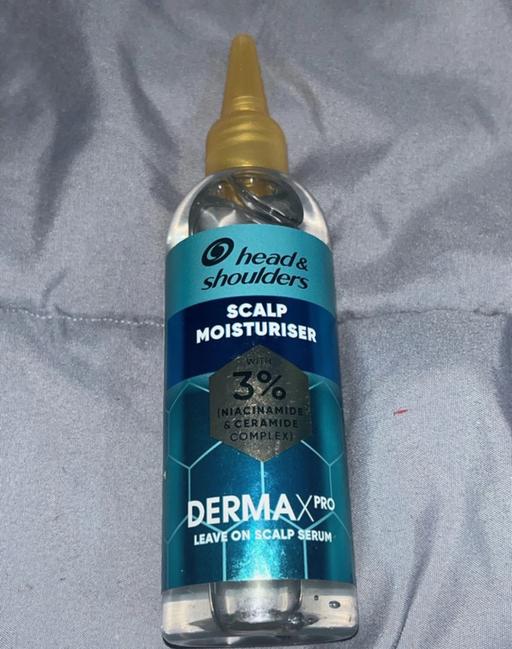 head &
shoulders
SCALP
MOISTURISER
WITH
3%
(NIACINAMIDE
& CERAMIDE
COMPLEX)
DERMAXPRO
LEAVE ON SCALP SERUM